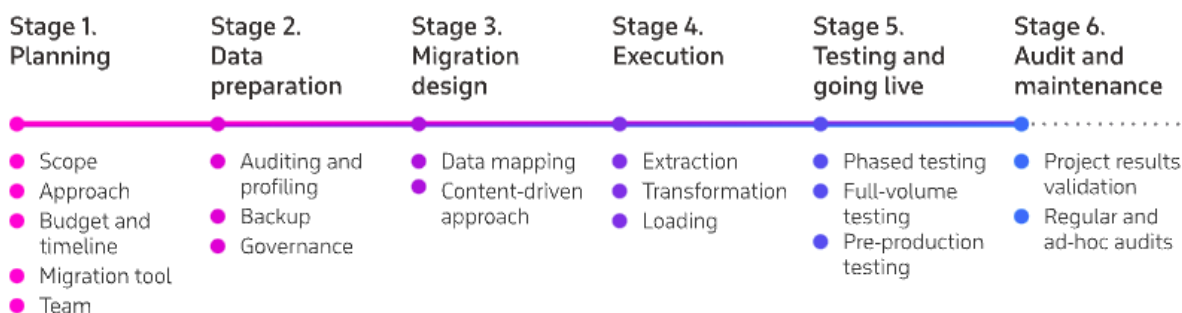 Stage 1.
Planning
Scope
Approach
Budget and
timeline
Migration tool
Team
Stage 2.
Data
preparation
Auditing and
profiling
Backup
Governance
Stage 3.
Migration
design
Data mapping
Content-driven
approach
Stage 4.
Execution
Extraction
Transformation
Loading
Stage 5.
Testing and
going live
Phased testing
Full-volume
testing
Pre-production
testing
Stage 6.
Audit and
maintenance
Project results
validation
Regular and
ad-hoc audits